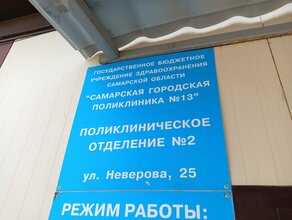 ГОСУДАРСТВЕННОЕ БЮДЖЕТНОЕ
УЧРЕЖДЕНИЕ ЗДРАВООХРАНЕНИЯ
САМАРСКОЙ ОБЛАСТИ
"САМАРСКАЯ ГОРОДСКАЯ
ПОЛИКЛИНИКА №13"
ПОЛИКЛИНИЧЕСКОЕ
ОТДЕЛЕНИЕ №2
ул. Неверова, 25
РЕЖИМ РАБОТЫ: